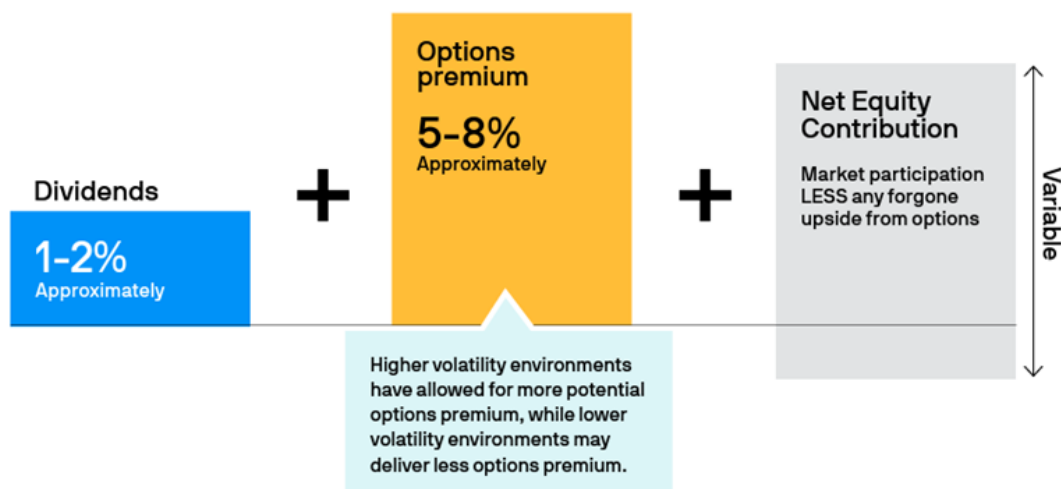 Dividends
1-2%
Approximately
+
Options
premium
5-8%
Approximately
+
Net Equity
Contribution
Market participation
LESS any forgone
upside from options
Variable
Higher volatility environments
have allowed for more potential
options premium, while lower
volatility environments may
deliver less options premium.